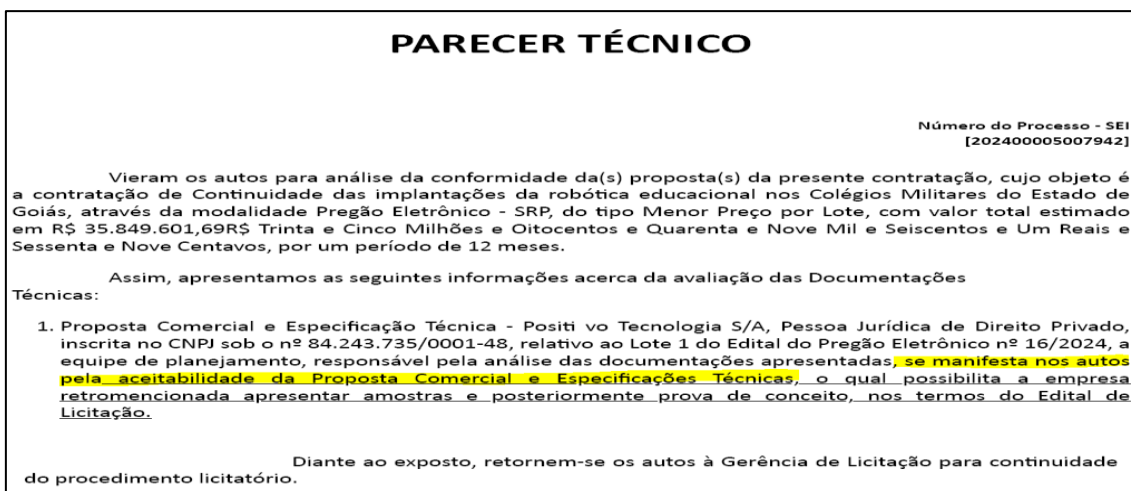 PARECER TÉCNICO
Número do Processo - SEI
[202400005007942]
Vieram os autos para análise da conformidade da(s) proposta(s) da presente contratação, cujo objeto é
a contratação de Continuidade das implantações da robótica educacional nos Colégios Militares do Estado de
Goiás, através da modalidade Pregão Eletrônico - SRP, do tipo Menor Preço por Lote, com valor total estimado
em R$ 35.849.601,69R$ Trinta e Cinco Milhões e Oitocentos e Quarenta e Nove Mil e Seiscentos e Um Reais e
Sessenta e Nove Centavos, por um período de 12 meses.
Assim, apresentamos as seguintes informações acerca da avaliação das Documentações
Técnicas:
1. Proposta Comercial e Especificação Técnica - Positi vo Tecnologia S/A, Pessoa Jurídica de Direito Privado,
inscrita no CNPJ sob o nº 84.243.735/0001-48, relativo ao Lote 1 do Edital do Pregão Eletrônico nº 16/2024, a
equipe de planejamento, responsável pela análise das documentações apresentadas, se manifesta nos autos
pela aceitabilidade da Proposta Comercial e Especificações Técnicas, o qual possibilita a empresa
retromencionada apresentar amostras e posteriormente prova de conceito, nos termos do Edital de
Licitação.
Diante ao exposto, retornem-se os autos à Gerência de Licitação para continuidade
do procedimento licitatório.